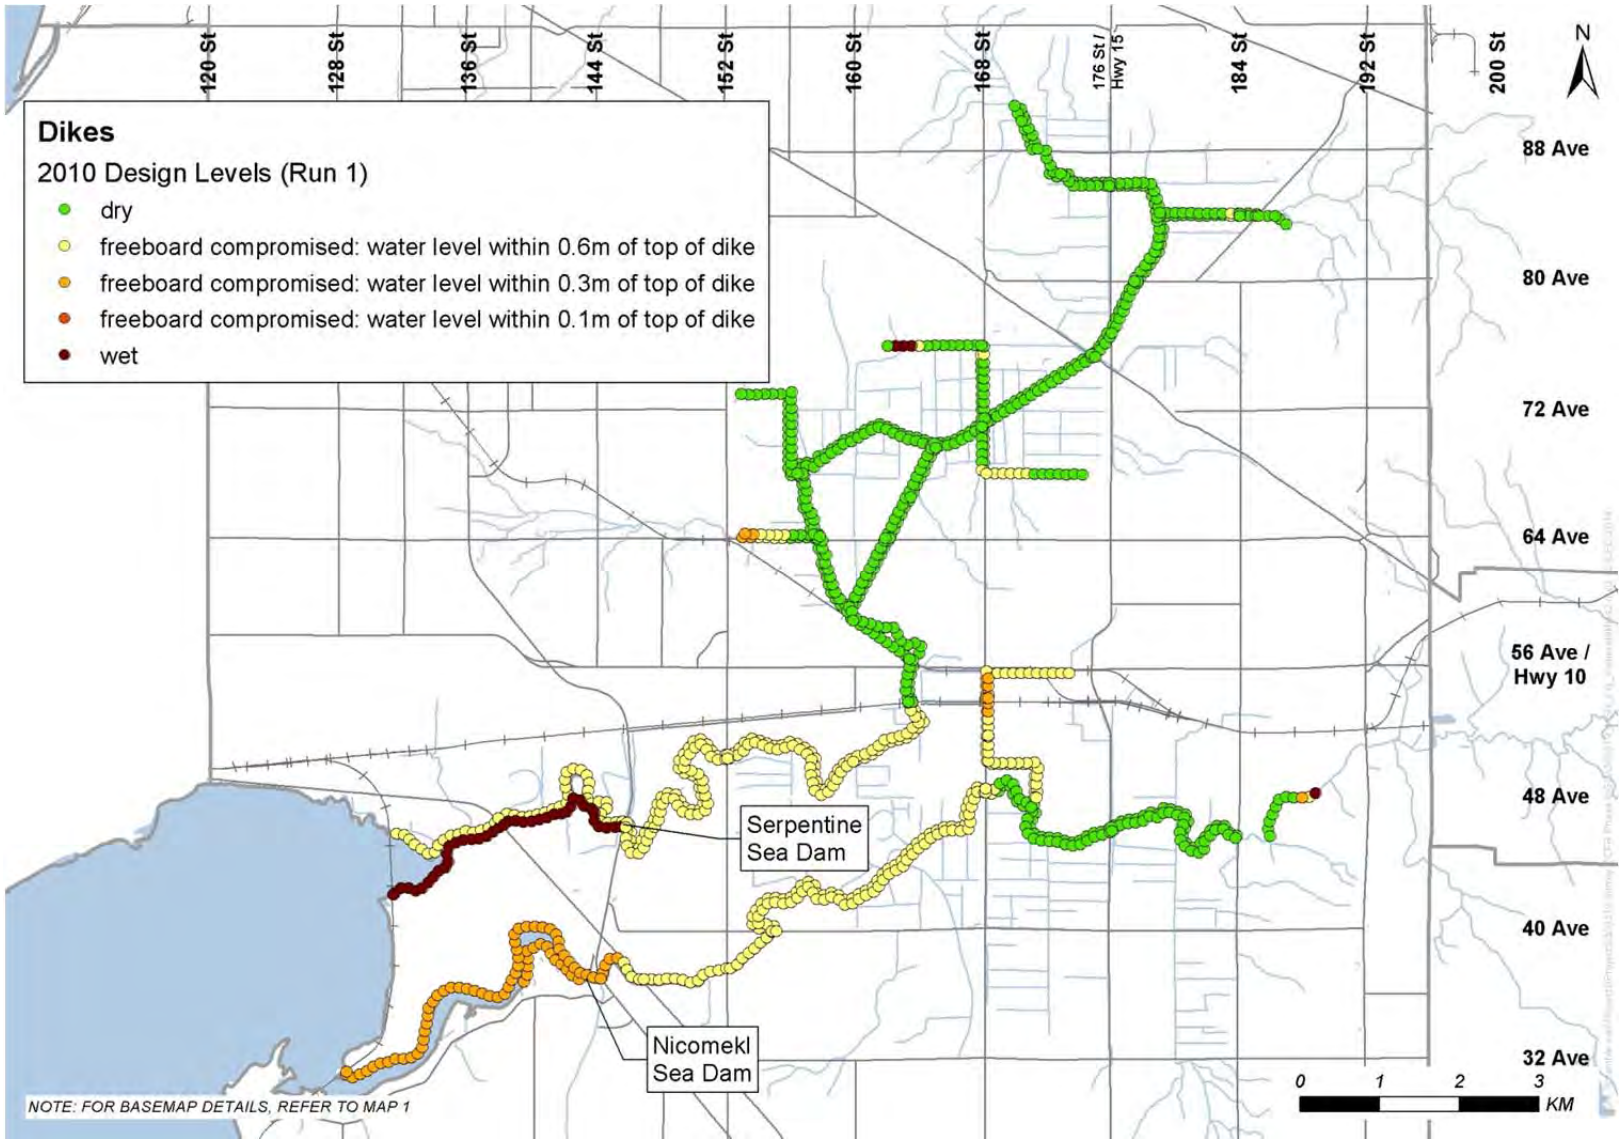 120 St
128 St
136 St
144 St
152 St
160 St
168 St
176 St /
Hwy 15
184 St
192 St
200 St
N
Dikes
2010 Design Levels (Run 1)
dry
freeboard compromised: water level within 0.6m of top of dike
freeboard compromised: water level within 0.3m of top of dike
freeboard compromised: water level within 0.1m of top of dike
wet
88 Ave
80 Ave
72 Ave
64 Ave
56 Ave /
Hwy 10
48 Ave
40 Ave
32 Ave
Serpentine
Sea Dam
Nicomekl
Sea Dam
0 1 2 3
KM
NOTE: FOR BASEMAP DETAILS, REFER TO MAP 1